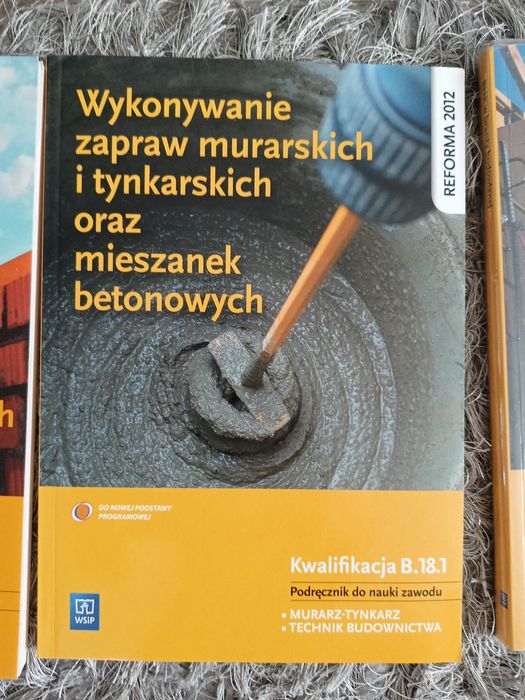 Wykonywanie
zapraw murarskich
i tynkarskich
oraz
mieszanek
betonowych
REFORMA 2012
DO NOWEJ PODSTAWY
PROGRAMOWEJ
Kwalifikacja B.18.1
Podręcznik do nauki zawodu
• MURARZ-TYNKARZ
• TECHNIK BUDOWNICTWA
WSiP
h